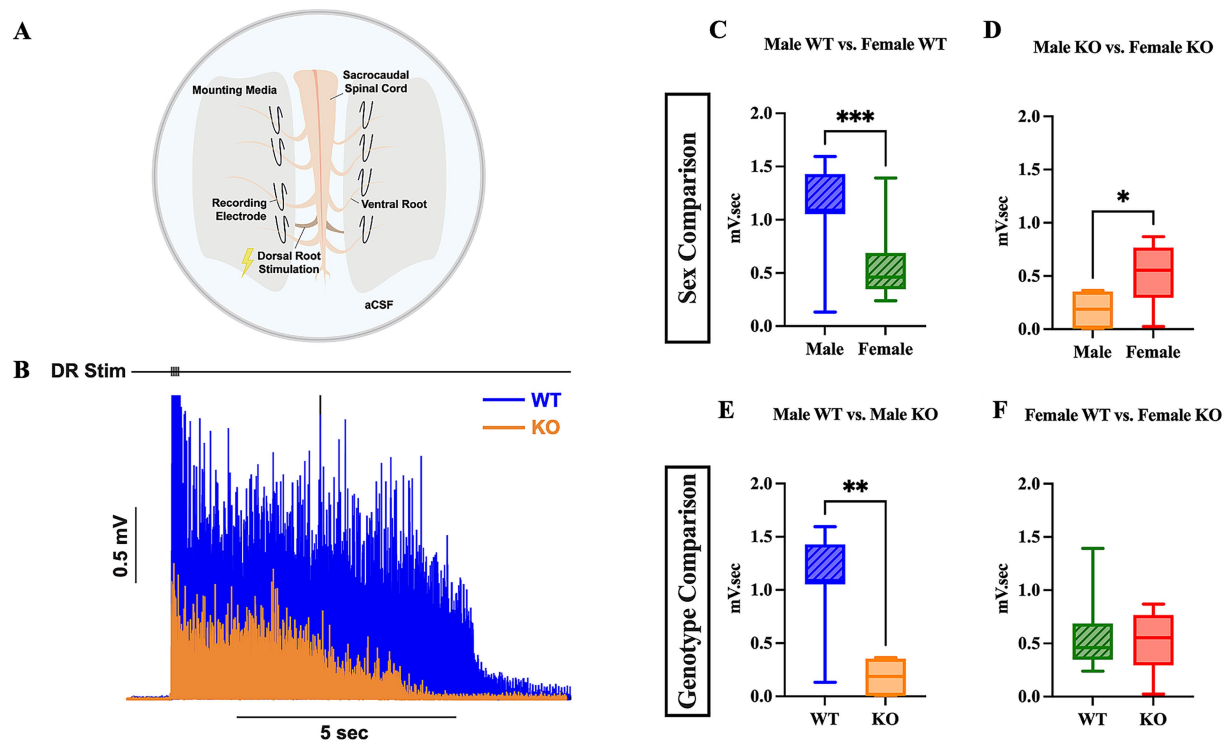 A
Mounting Media
Sacrocaudal
Spinal Cord
Recording
Electrode
Ventral Root
Dorsal Root
Stimulation
aCSF
B
DR Stim
WT
KO
0.5 mV
5 sec
Sex Comparison
C
Male WT vs. Female WT
***
mV.sec
2.0
1.5
1.0
0.5
0.0
Male
Female
D
Male KO vs. Female KO
*
mV.sec
2.0
1.5
1.0
0.5
0.0
Male
Female
Genotype Comparison
E
Male WT vs. Male KO
**
mV.sec
2.0
1.5
1.0
0.5
0.0
WT
KO
F
Female WT vs. Female KO
mV.sec
2.0
1.5
1.0
0.5
0.0
WT
KO